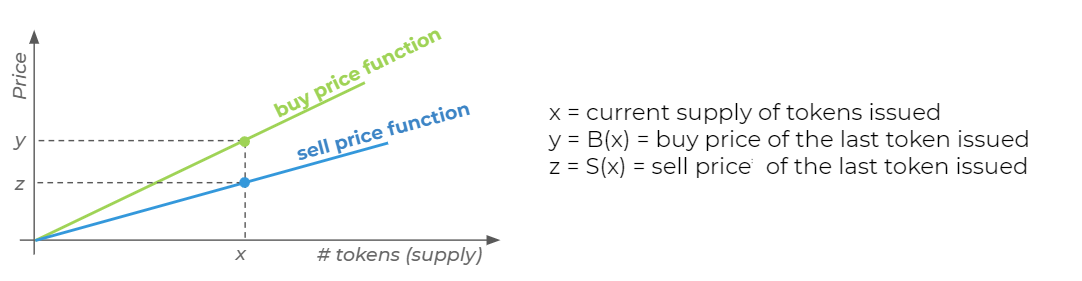 Price
buy price function
sell price function
y
z
x
# tokens (supply)
x = current supply of tokens issued
y = B(x) = buy price of the last token issued
z = S(x) = sell price of the last token issued